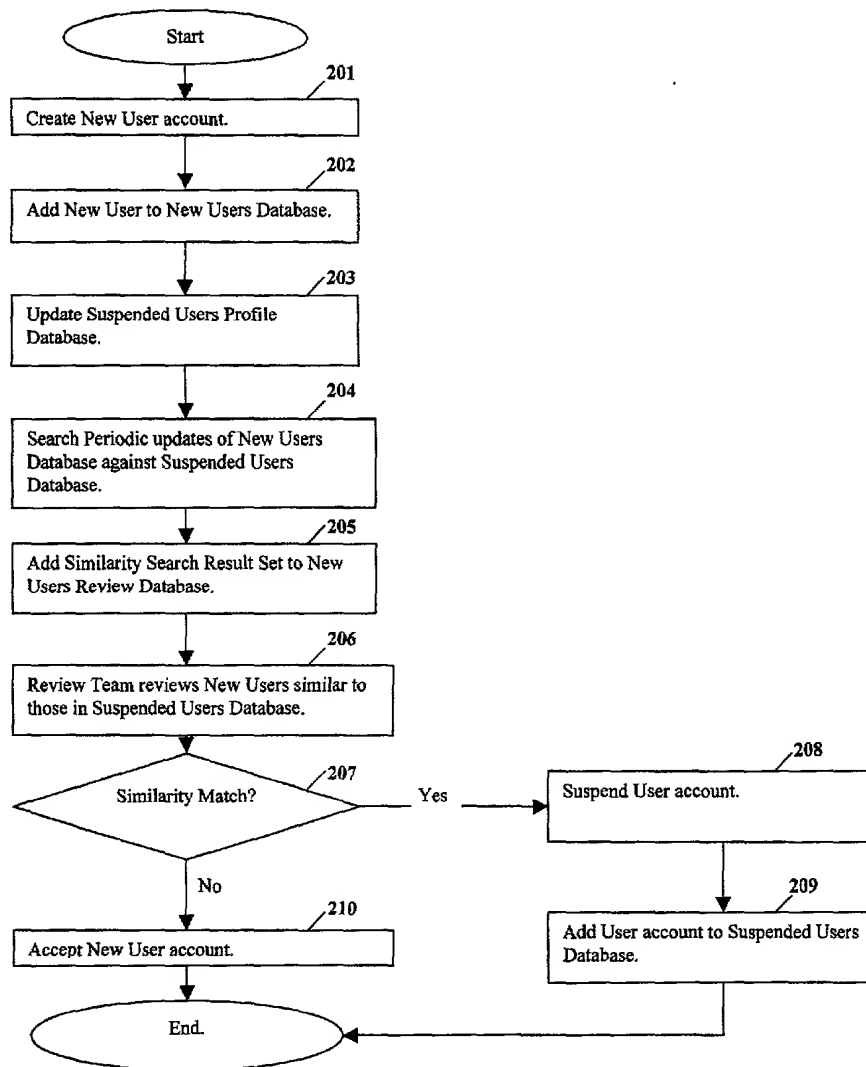 Start
201
Create New User account.
202
Add New User to New Users Database.
203
Update Suspended Users Profile
Database.
204
Search Periodic updates of New Users
Database against Suspended Users
Database.
205
Add Similarity Search Result Set to New
Users Review Database.
206
Review Team reviews New Users similar to
those in Suspended Users Database.
207
Similarity Match?
Yes
208
Suspend User account.
209
Add User account to Suspended Users
Database.
No
210
Accept New User account.
End.